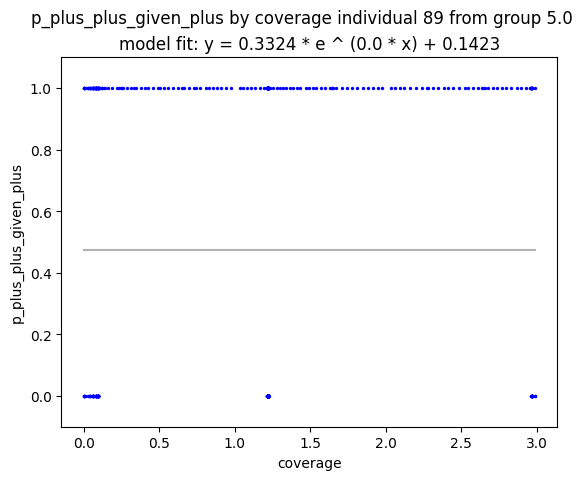 p_plus_plus_given_plus by coverage individual 89 from group 5.0
model fit: y = 0.3324 * e ^ (0.0 * x) + 0.1423
1.0
0.8
0.6
0.4
0.2
0.0
p_plus_plus_given_plus
0.0 0.5 1.0 1.5 2.0 2.5 3.0
coverage